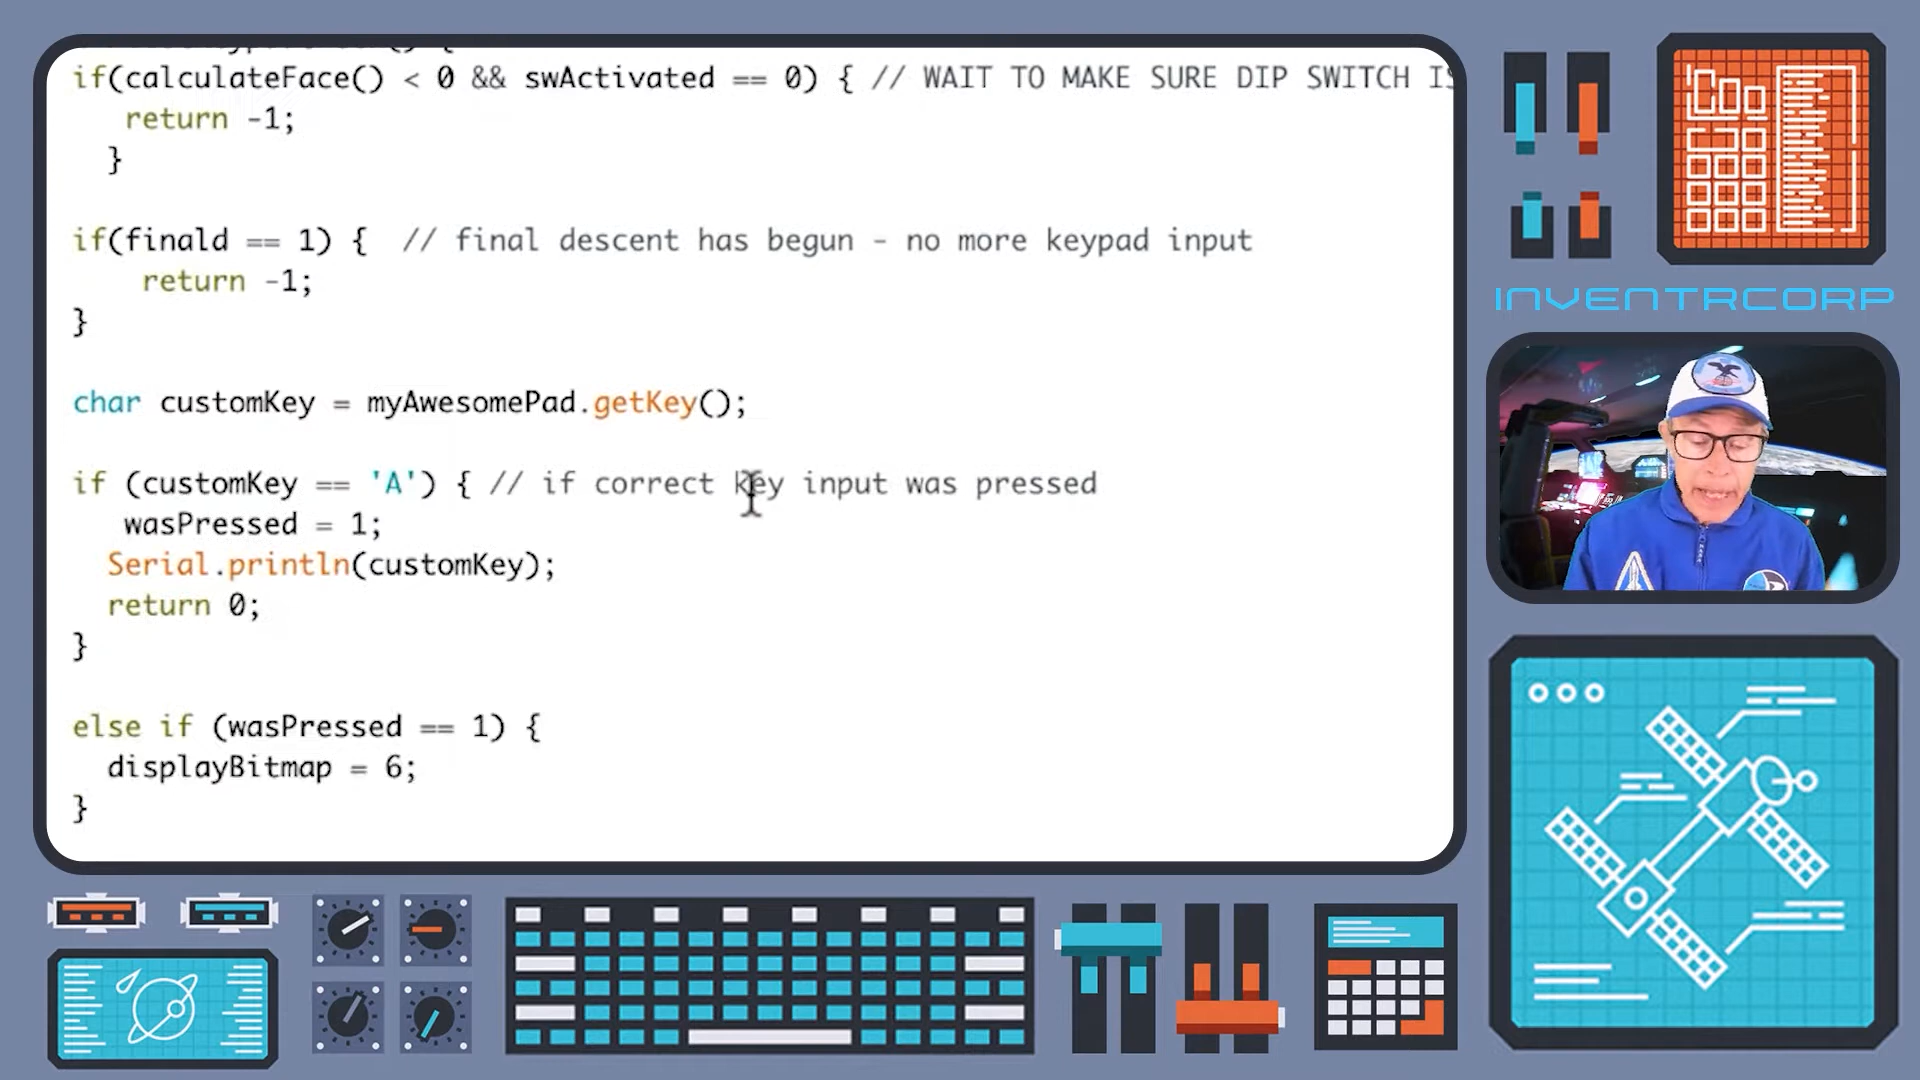 if(calculateFace() < 0 && swActivated == 0) { // WAIT TO MAKE SURE DIP SWITCH IS
return -1;
}
if(finald == 1) { // final descent has begun - no more keypad input
return -1;
}
char customKey = myAwesomePad.getKey();
if (customKey == 'A') { // if correct key input was pressed
wasPressed = 1;
Serial.println(customKey);
return 0;
}
else if (wasPressed == 1) {
displayBitmap = 6;
}
INVENTRCORP